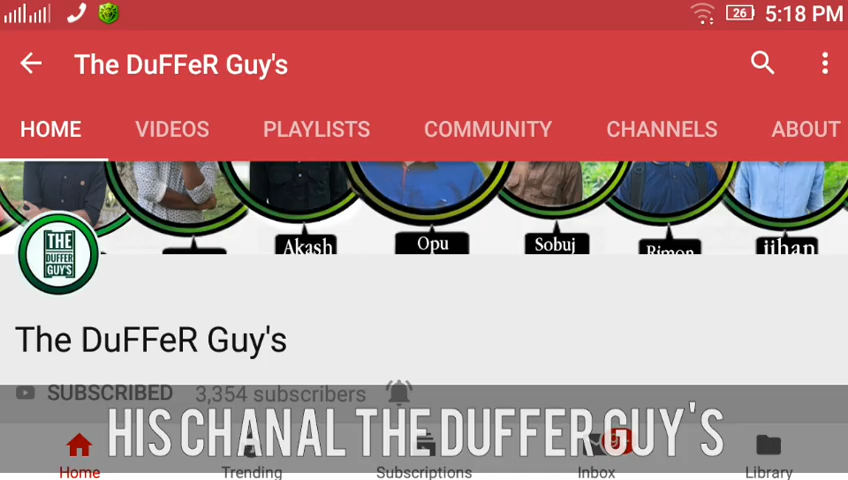 26 5:18 PM
The DuFFeR Guy's
HOME VIDEOS PLAYLISTS COMMUNITY CHANNELS ABOUT
Akash Opu Sobuj Rimon jihan
THE
DUFFER
GUY'S
The DuFFeR Guy's
SUBSCRIBED 3,354 subscribers
HIS CHANAL THE DUFFER GUY'S
Home Trending Subscriptions Inbox Library